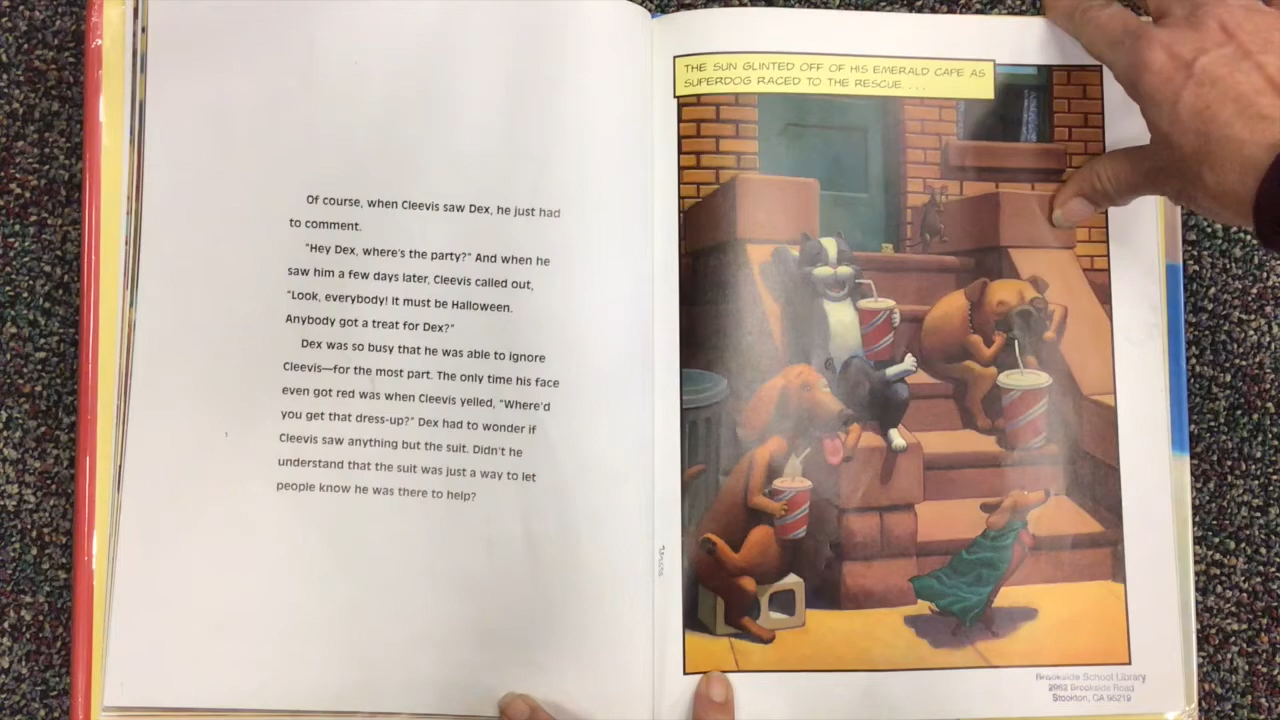 Of course, when Cleevis saw Dex, he just had
to comment.
"Hey Dex, where's the party?" And when he
saw him a few days later, Cleevis called out,
"Look, everybody! It must be Halloween.
Anybody got a treat for Dex?"
Dex was so busy that he was able to ignore
Cleevis—for the most part. The only time his face
even got red was when Cleevis yelled, "Where'd
you get that dress-up?" Dex had to wonder if
Cleevis saw anything but the suit. Didn't he
understand that the suit was just a way to let
people know he was there to help?
THE SUN GLINTED OFF OF HIS EMERALD CAPE AS
SUPERDOG RACED TO THE RESCUE....
Brookside School Library
2962 Brookside Road
Stockton, CA 95219